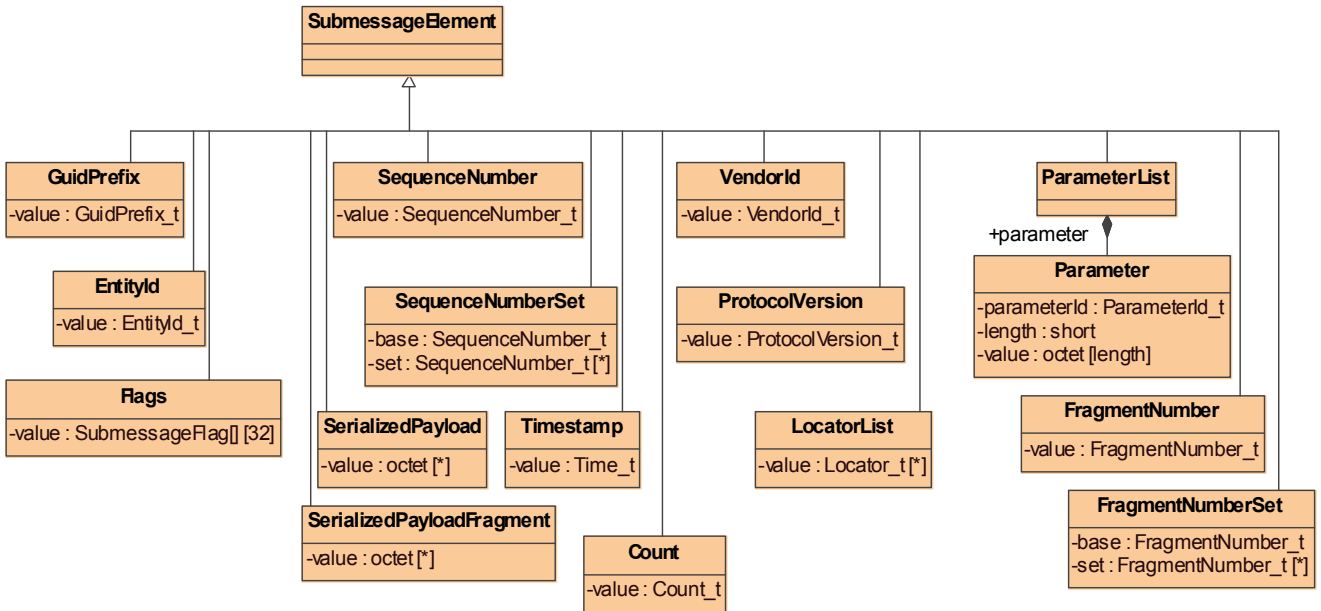 SubmessageElement
GuidPrefix
-value : GuidPrefix_t
SequenceNumber
-value : SequenceNumber_t
VendorId
-value : VendorId_t
ParameterList
+parameter
EntityId
-value : EntityId_t
SequenceNumberSet
-base : SequenceNumber_t
-set : SequenceNumber_t [*]
ProtocolVersion
-value : ProtocolVersion_t
Parameter
-parameterId : ParameterId_t
-length : short
-value : octet [length]
Flags
-value : SubmessageFlag[] [32]
SerializedPayload
-value : octet [*]
Timestamp
-value : Time_t
LocatorList
-value : Locator_t [*]
FragmentNumber
-value : FragmentNumber_t
SerializedPayloadFragment
-value : octet [*]
Count
-value : Count_t
FragmentNumberSet
-base : FragmentNumber_t
-set : FragmentNumber_t [*]